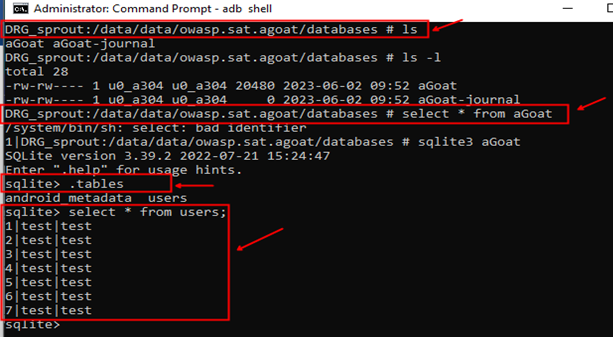 Administrator: Command Prompt - adb shell
DRG_sprout:/data/data/owasp.sat.agoat/databases # ls
aGoat aGoat-journal
DRG_sprout:/data/data/owasp.sat.agoat/databases # ls -l
total 28
-rw-rw---- 1 u0_a304 u0_a304 20480 2023-06-02 09:52 aGoat
-rw-rw---- 1 u0_a304 u0_a304     0 2023-06-02 09:52 aGoat-journal
DRG_sprout:/data/data/owasp.sat.agoat/databases # select * from aGoat
/system/bin/sh: select: bad identifier
1|DRG_sprout:/data/data/owasp.sat.agoat/databases # sqlite3 aGoat
SQLite version 3.39.2 2022-07-21 15:24:47
Enter ".help" for usage hints.
sqlite> .tables
android_metadata  users
sqlite> select * from users;
1|test|test
2|test|test
3|test|test
4|test|test
5|test|test
6|test|test
7|test|test
sqlite>